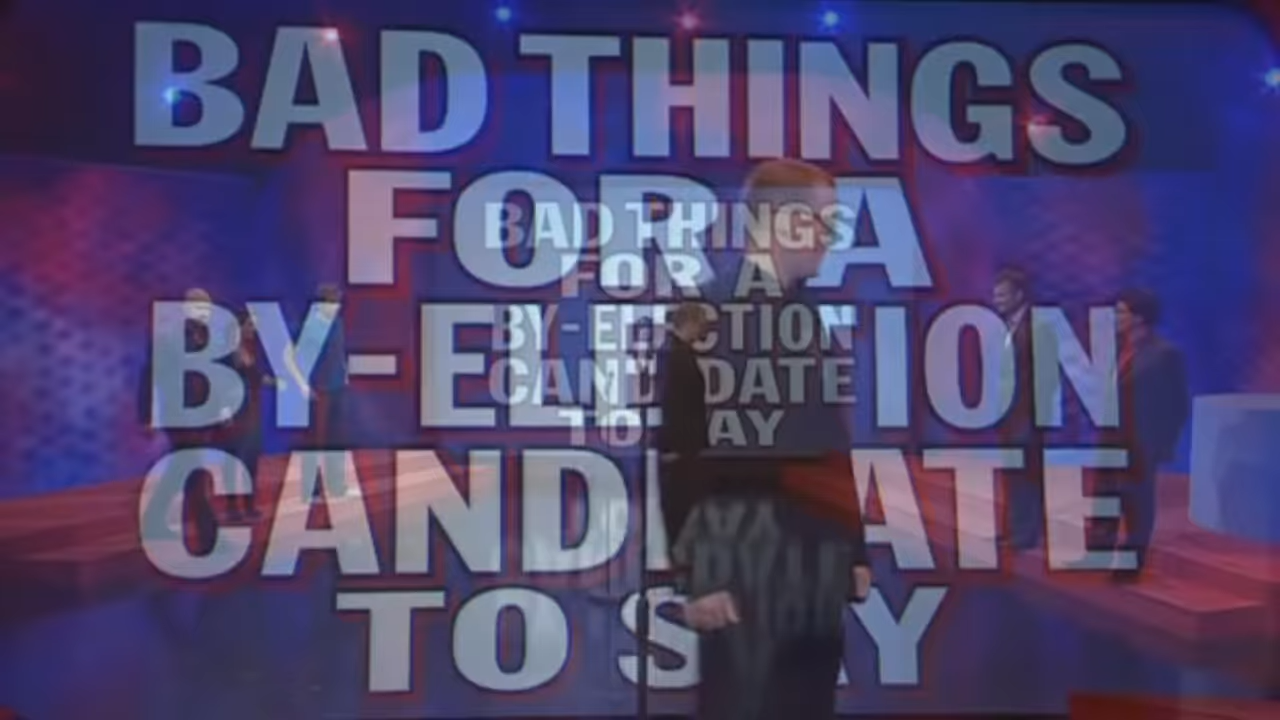 BAD THINGS
FOR A
BY-ELECTION
CANDIDATE
TO SAY
BAD THINGS
FOR A
BY-ELECTION
CANDIDATE
TO SAY